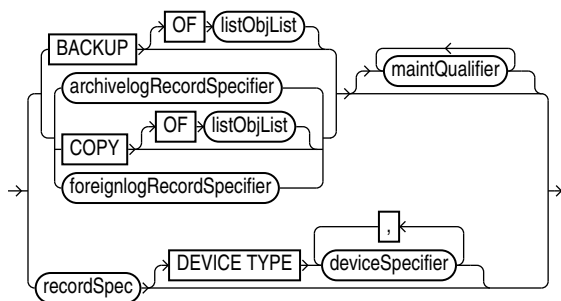 BACKUP OF listObjList
maintQualifier
archivelogRecordSpecifier
COPY OF listObjList
foreignlogRecordSpecifier
,
recordSpec DEVICE TYPE deviceSpecifier